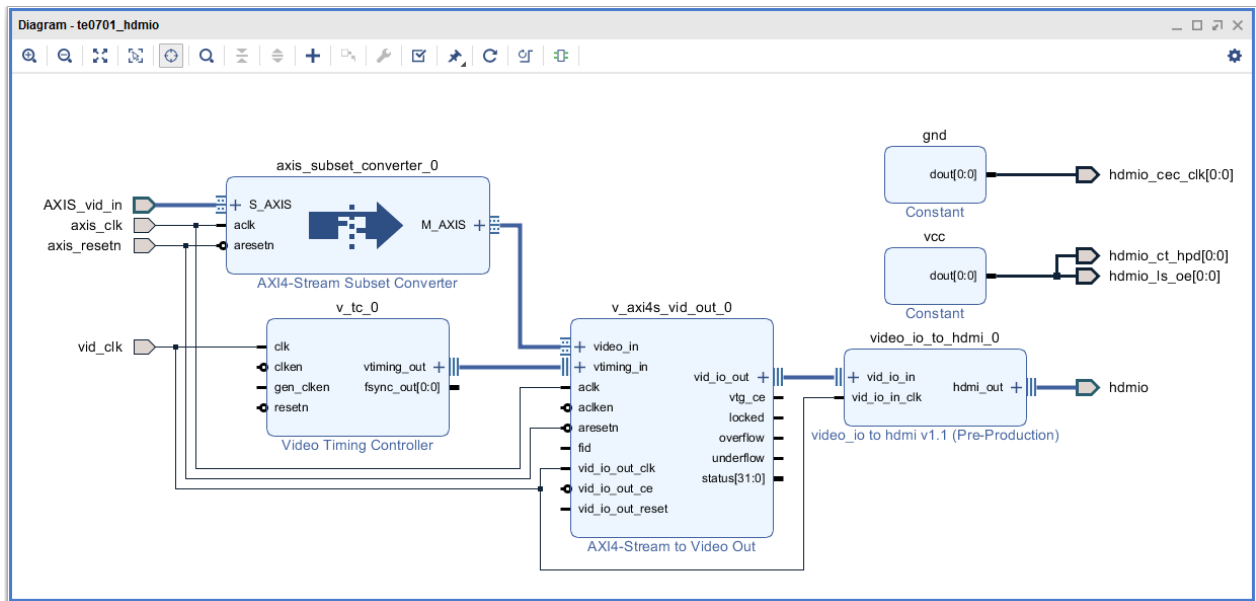 Diagram - te0701_hdmio
gnd
dout[0:0]
Constant
hdmio_cec_clk[0:0]
axis_subset_converter_0
AXIS_vid_in
axis_clk
axis_resetn
S_AXIS
aclk
aresetn
M_AXIS
AXI4-Stream Subset Converter
vcc
dout[0:0]
Constant
hdmio_ct_hpd[0:0]
hdmio_ls_oe[0:0]
v_tc_0
vid_clk
clk
clken
gen_clken
resetn
vtiming_out
fsync_out[0:0]
Video Timing Controller
v_axi4s_vid_out_0
video_in
vtiming_in
aclk
aclken
aresetn
fid
vid_io_out_clk
vid_io_out_ce
vid_io_out_reset
vid_io_out
vtg_ce
locked
overflow
underflow
status[31:0]
AXI4-Stream to Video Out
video_io_to_hdmi_0
vid_io_in
vid_io_in_clk
hdmi_out
video_io to hdmi v1.1 (Pre-Production)
hdmio